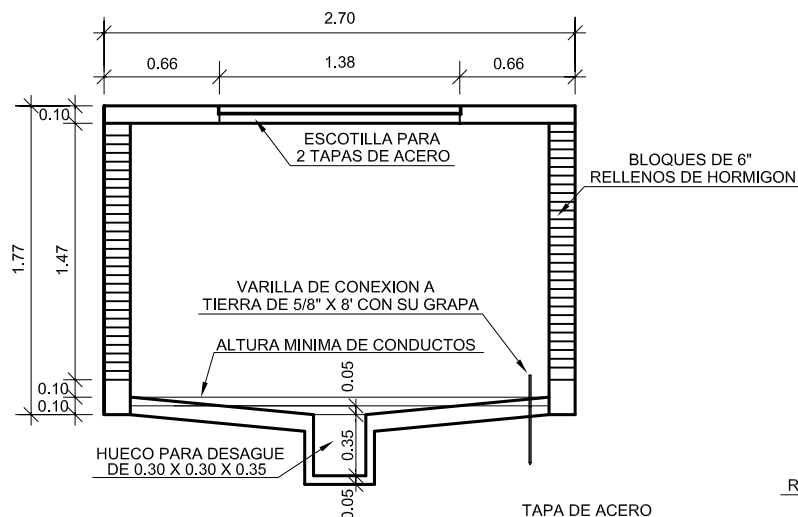 2.70
0.66
1.38
0.66
0.10
ESCOTILLA PARA
2 TAPAS DE ACERO
BLOQUES DE 6"
RELLENOS DE HORMIGON
1.77
1.47
VARILLA DE CONEXION A
TIERRA DE 5/8" X 8' CON SU GRAPA
ALTURA MINIMA DE CONDUCTOS
0.05
0.10
0.10
0.35
HUECO PARA DESAGUE
DE 0.30 X 0.30 X 0.35
0.05
TAPA DE ACERO
R